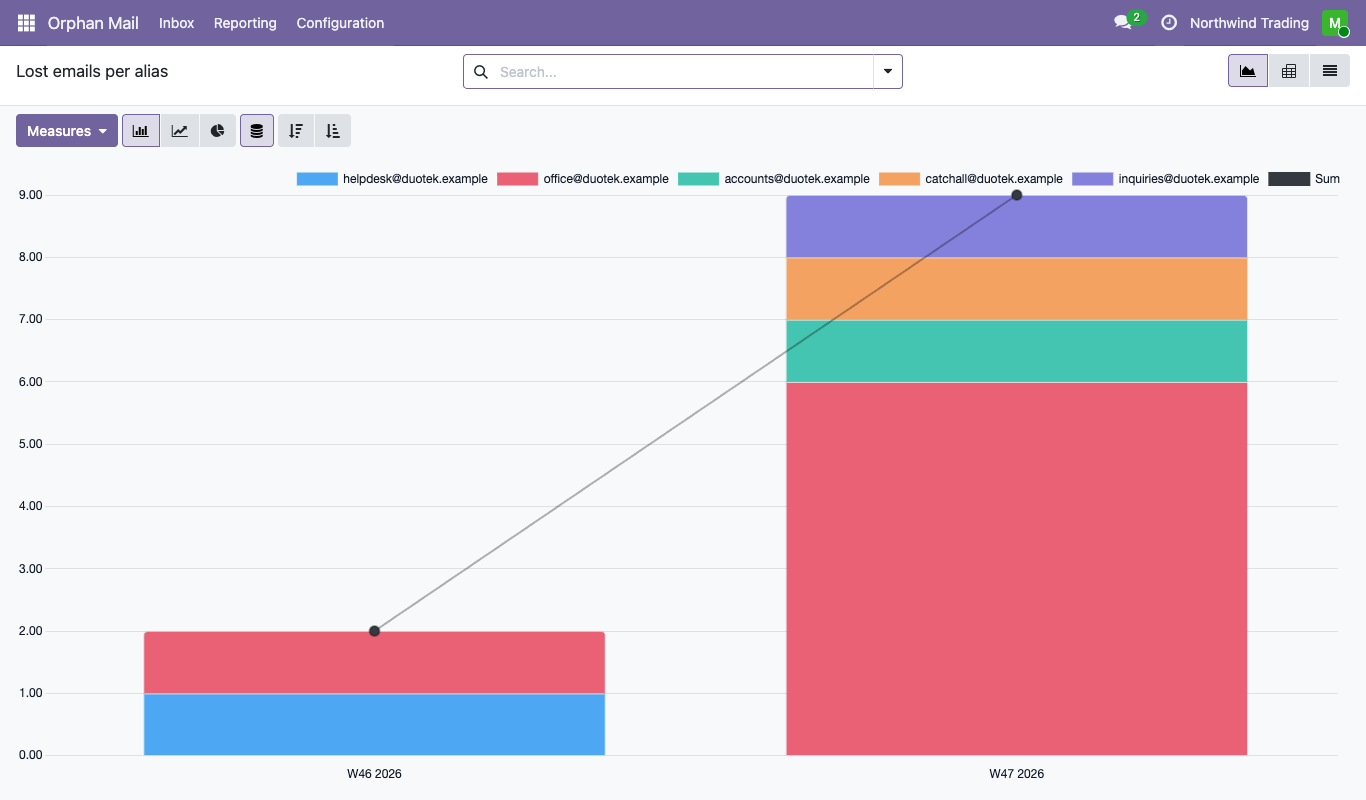 Orphan Mail Inbox Reporting Configuration 2 Northwind Trading M
Lost emails per alias Search...
Measures
helpdesk@duotek.example office@duotek.example accounts@duotek.example catchall@duotek.example inquiries@duotek.example Sum
9.00
8.00
7.00
6.00
5.00
4.00
3.00
2.00
1.00
0.00
W46 2026 W47 2026